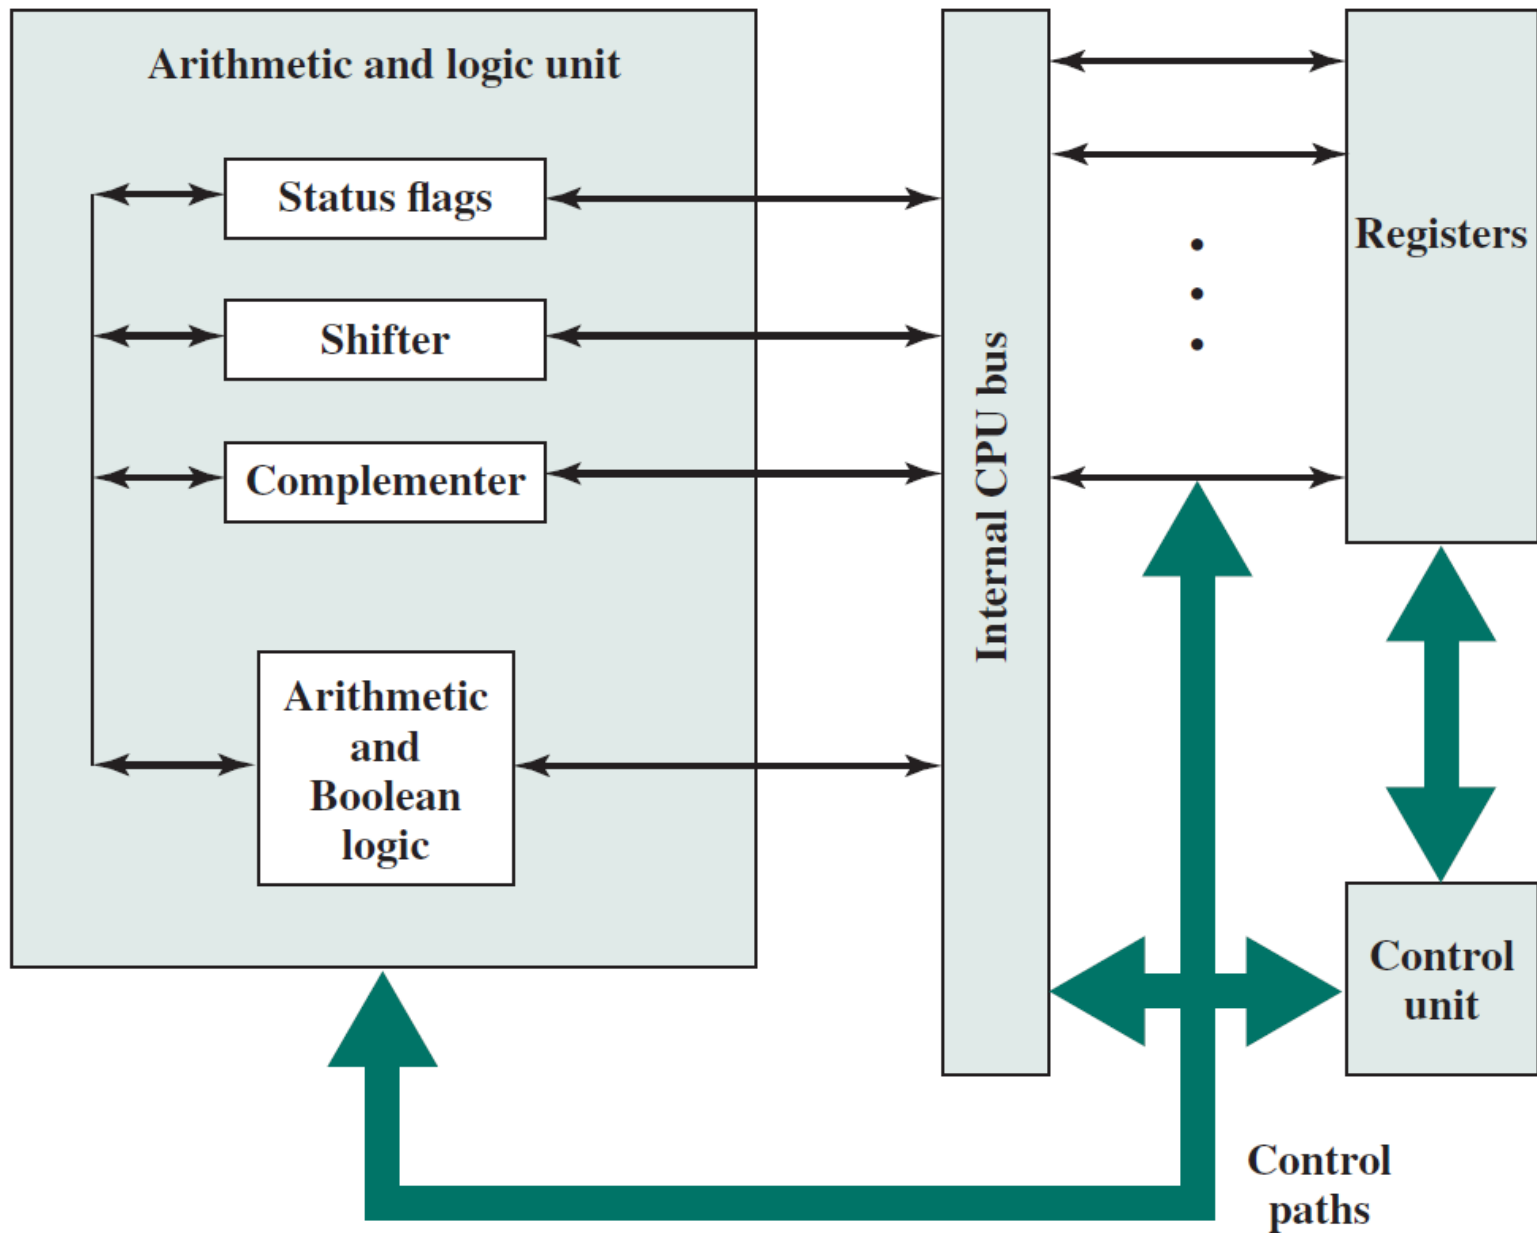 Arithmetic and logic unit
Status flags
Shifter
Complementer
Arithmetic
and
Boolean
logic
Internal CPU bus
Registers
Control
unit
Control
paths